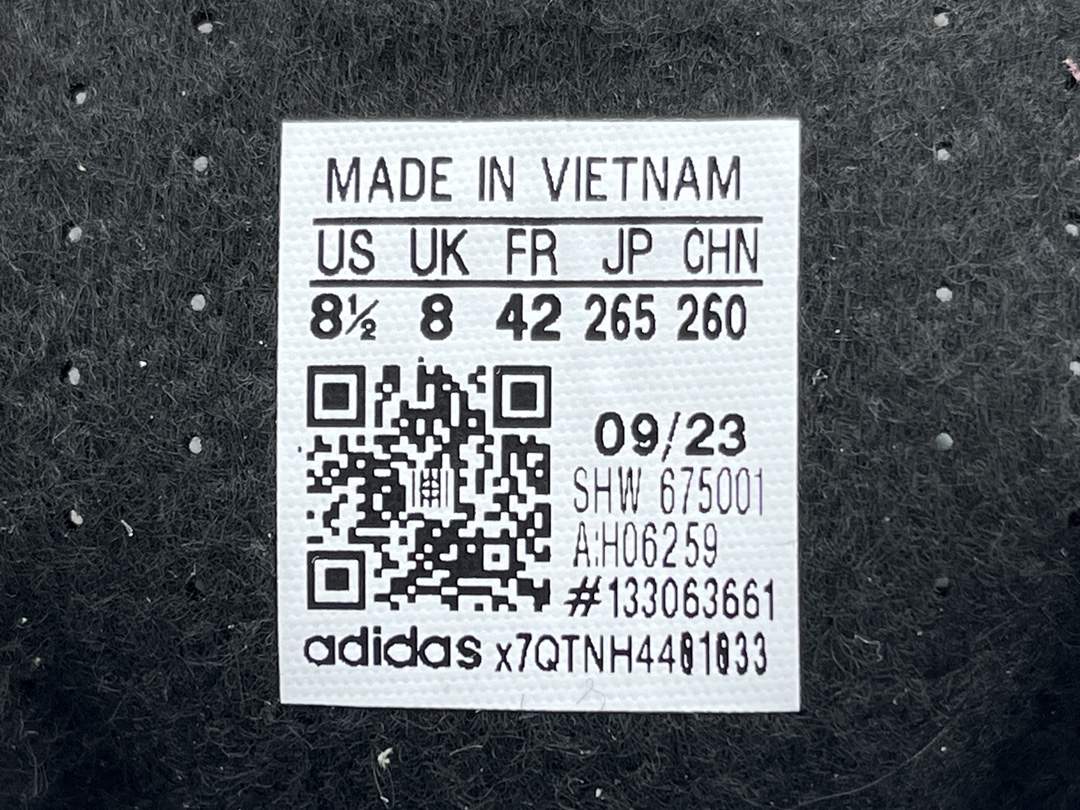 MADE IN VIETNAM
US UK FR JP CHN
8½ 8 42 265 260
09/23
SHW 675001
A:H06259
#133063661
adidas x7QTNH4481833